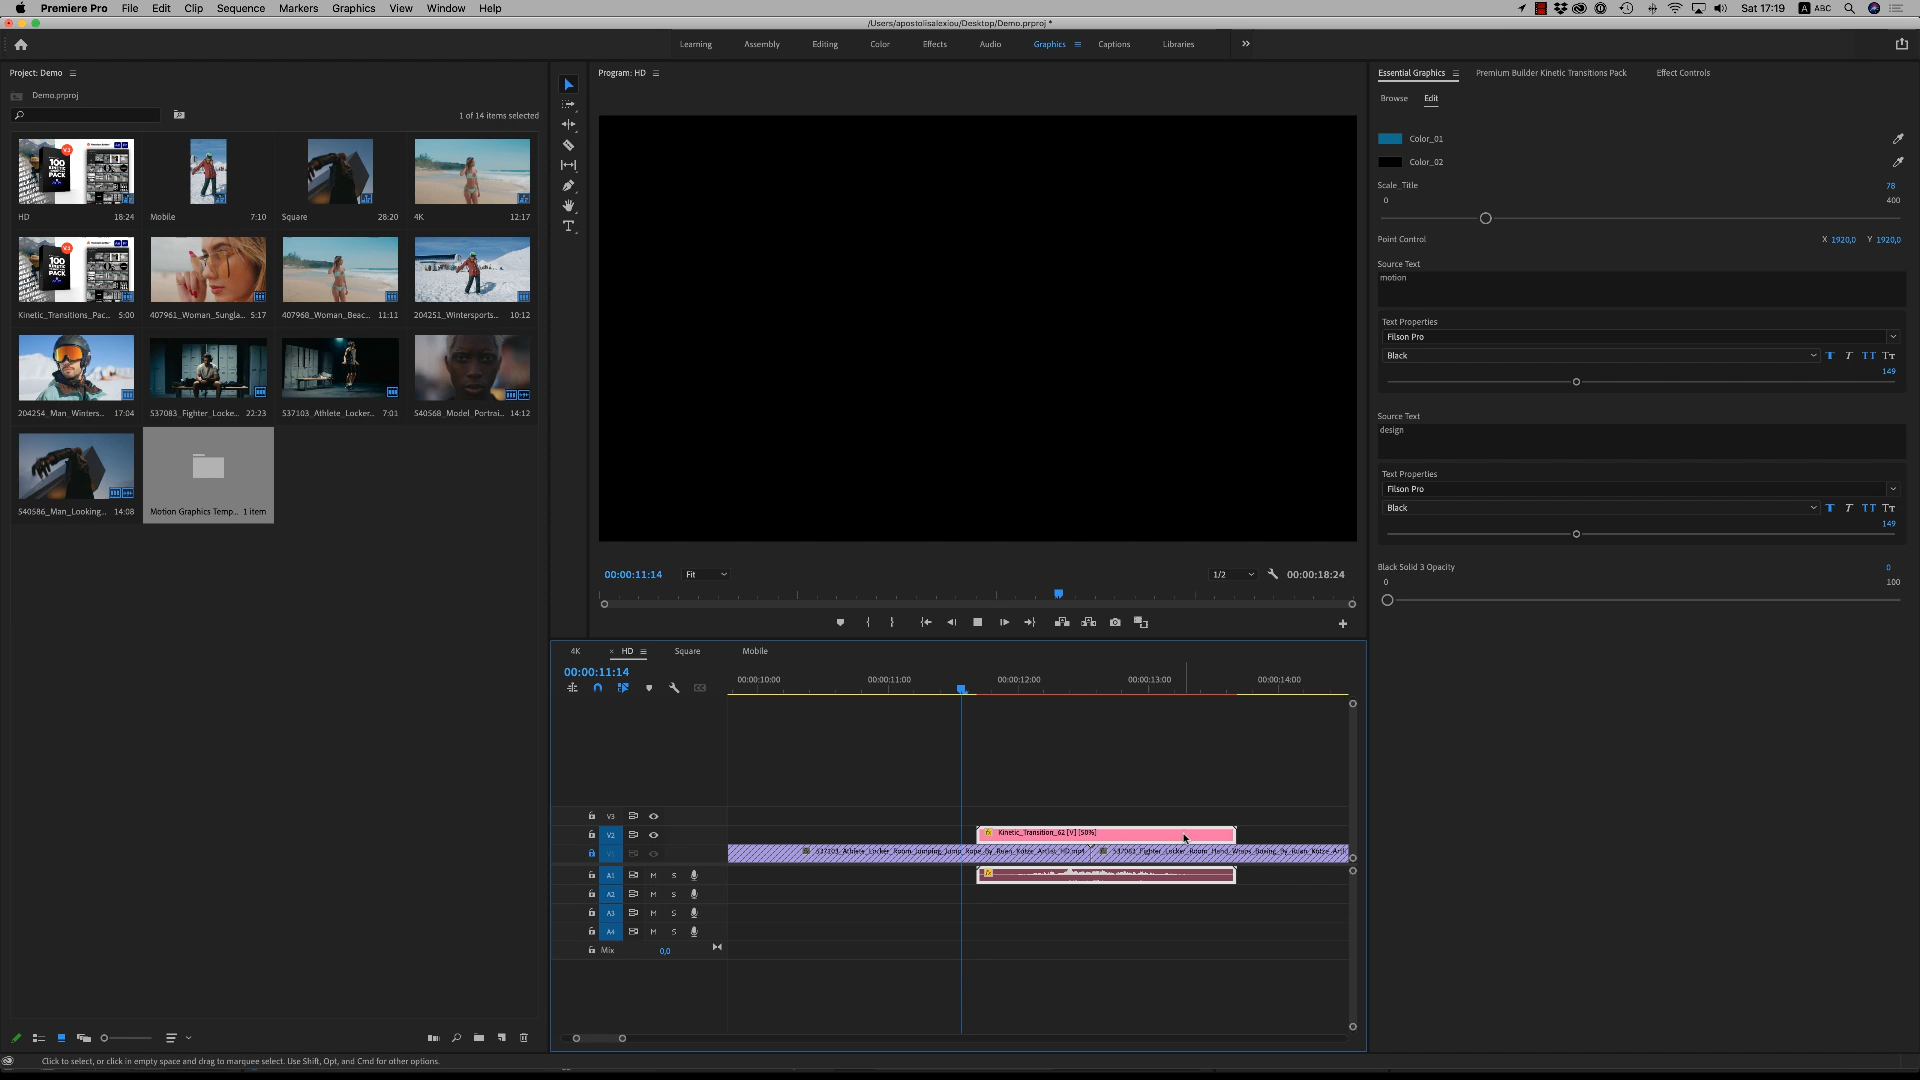 Premiere Pro File Edit Clip Sequence Markers Graphics View Window Help
Sat 17:19 A ABC
/Users/apostolisalexiou/Desktop/Demo.prproj *
Learning Assembly Editing Color Effects Audio Graphics Captions Libraries
Project: Demo
Demo.prproj
1 of 14 items selected
HD 18:24
Mobile 7:10
Square 28:20
4K 12:17
Kinetic_Transitions_Pac... 5:00
407961_Woman_Sungla... 5:17
407968_Woman_Beac... 11:11
204251_Wintersports... 10:12
204254_Man_Winters... 17:04
537083_Fighter_Locke... 22:23
537103_Athlete_Locker... 7:01
540568_Model_Portrai... 14:12
540586_Man_Looking... 14:08
Motion Graphics Temp... 1 item
Program: HD
00:00:11:14 Fit 1/2 00:00:18:24
4K HD Square Mobile
00:00:11:14
00:00:10:00 00:00:11:00 00:00:12:00 00:00:13:00 00:00:14:00
V3
V2 Kinetic_Transition_62 [V] [50%]
V1 537103_Athlete_Locker_Room_Jumping_Jump_Rope_By_Ruan_Kotze_Artlist_HD.mp4 537083_Fighter_Locker_Room_Hand_Wraps_Boxing_By_Ruan_Kotze_Artl
A1 M S
A2 M S
A3 M S
A4 M S
Mix 0,0
Essential Graphics Premium Builder Kinetic Transitions Pack Effect Controls
Browse Edit
Color_01
Color_02
Scale_Title 78
0 400
Point Control X 1920,0 Y 1920,0
Source Text
motion
Text Properties
Filson Pro
Black T T TT TT
149
Source Text
design
Text Properties
Filson Pro
Black T T TT TT
149
Black Solid 3 Opacity 0
0 100
Click to select, or click in empty space and drag to marquee select. Use Shift, Opt, and Cmd for other options.